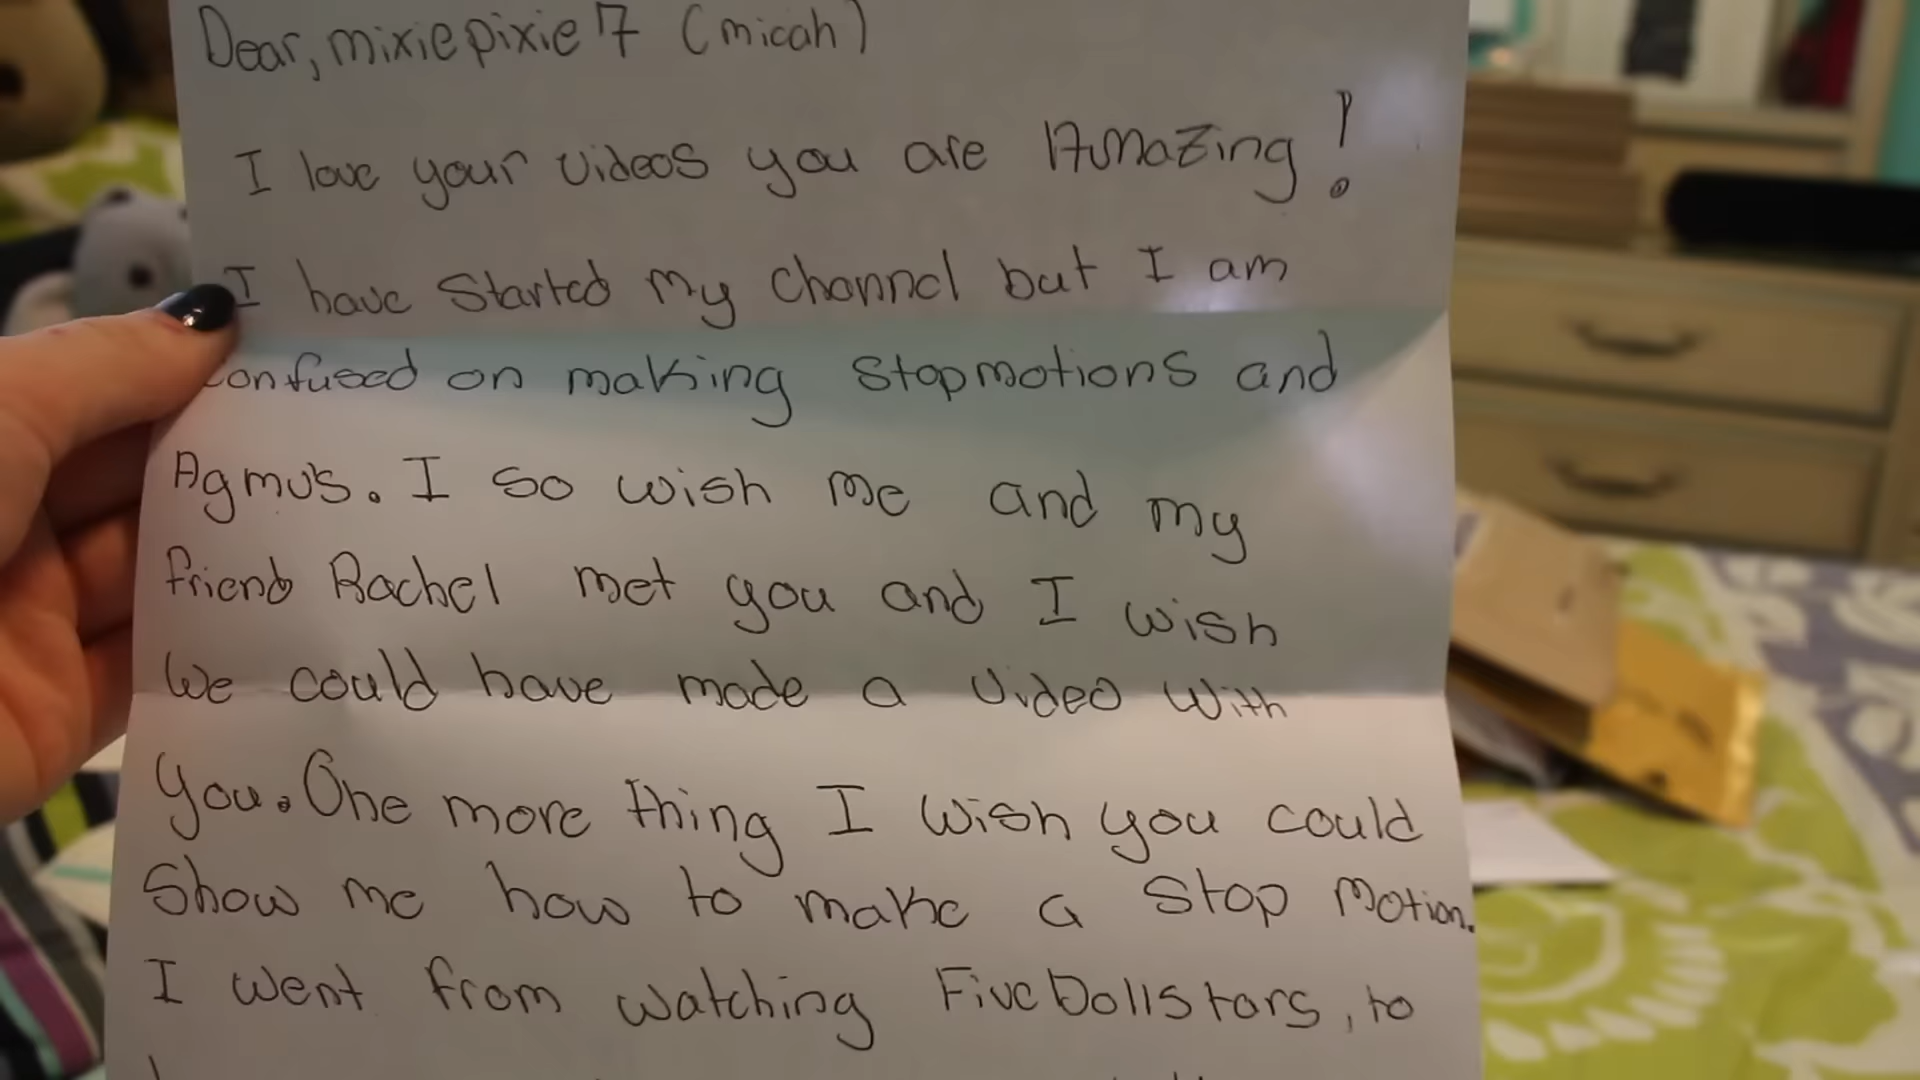 Dear, mixiepixie7 (micah)
I love your videos you are Amazing!
I have started my channel but I am
confused on making stopmotions and
Agmu's. I so wish me and my
friend Rachel met you and I wish
We could have made a video with
you. One more thing I wish you could
Show me how to make a stop motion.
I went from watching FiveDollstars, to